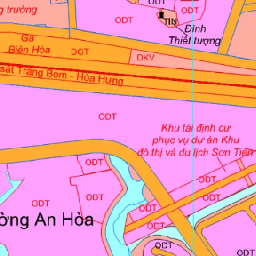 ODT
g trường
TIN
Đình
Thiết tượng
Ga
Biên Hòa
ODT
DKV
sắt Trảng Bom - Hòa Hưng
ODT
Khu tái định cư
phục vụ dự án Khu
đô thị và du lịch Sơn Tiên
ODT
ODT
ODT
ODT
ờng An Hòa
ODT
ODT
ODT
ODT
ODT